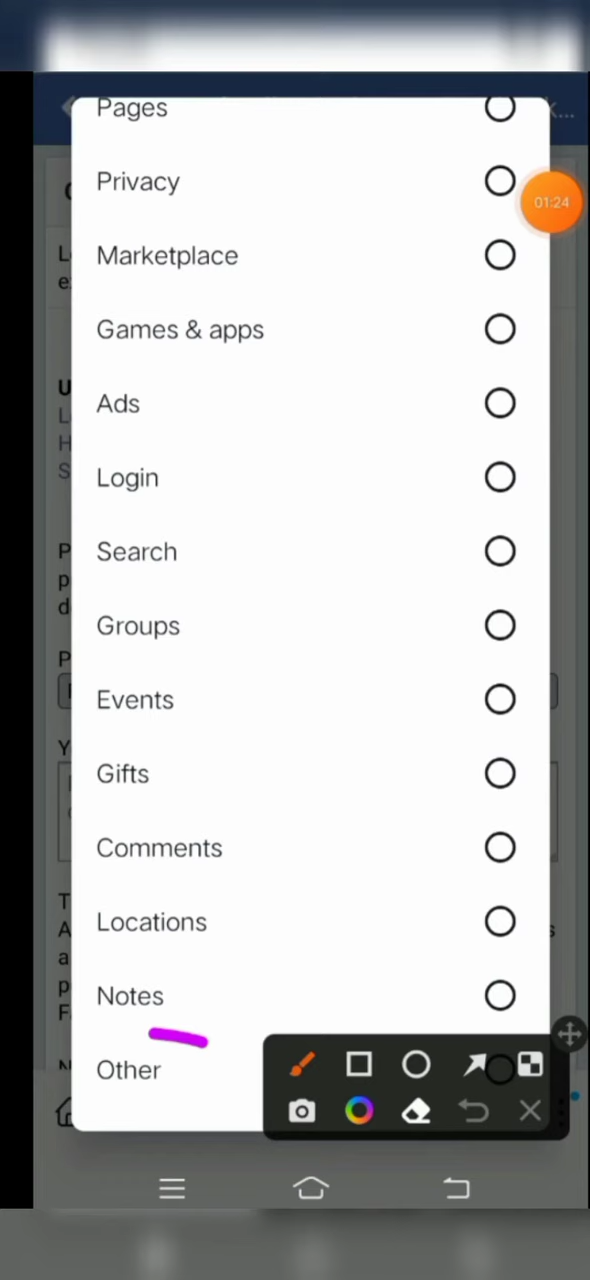 Pages
Privacy
01:24
Marketplace
Games & apps
Ads
Login
Search
Groups
Events
Gifts
Comments
Locations
Notes
Other